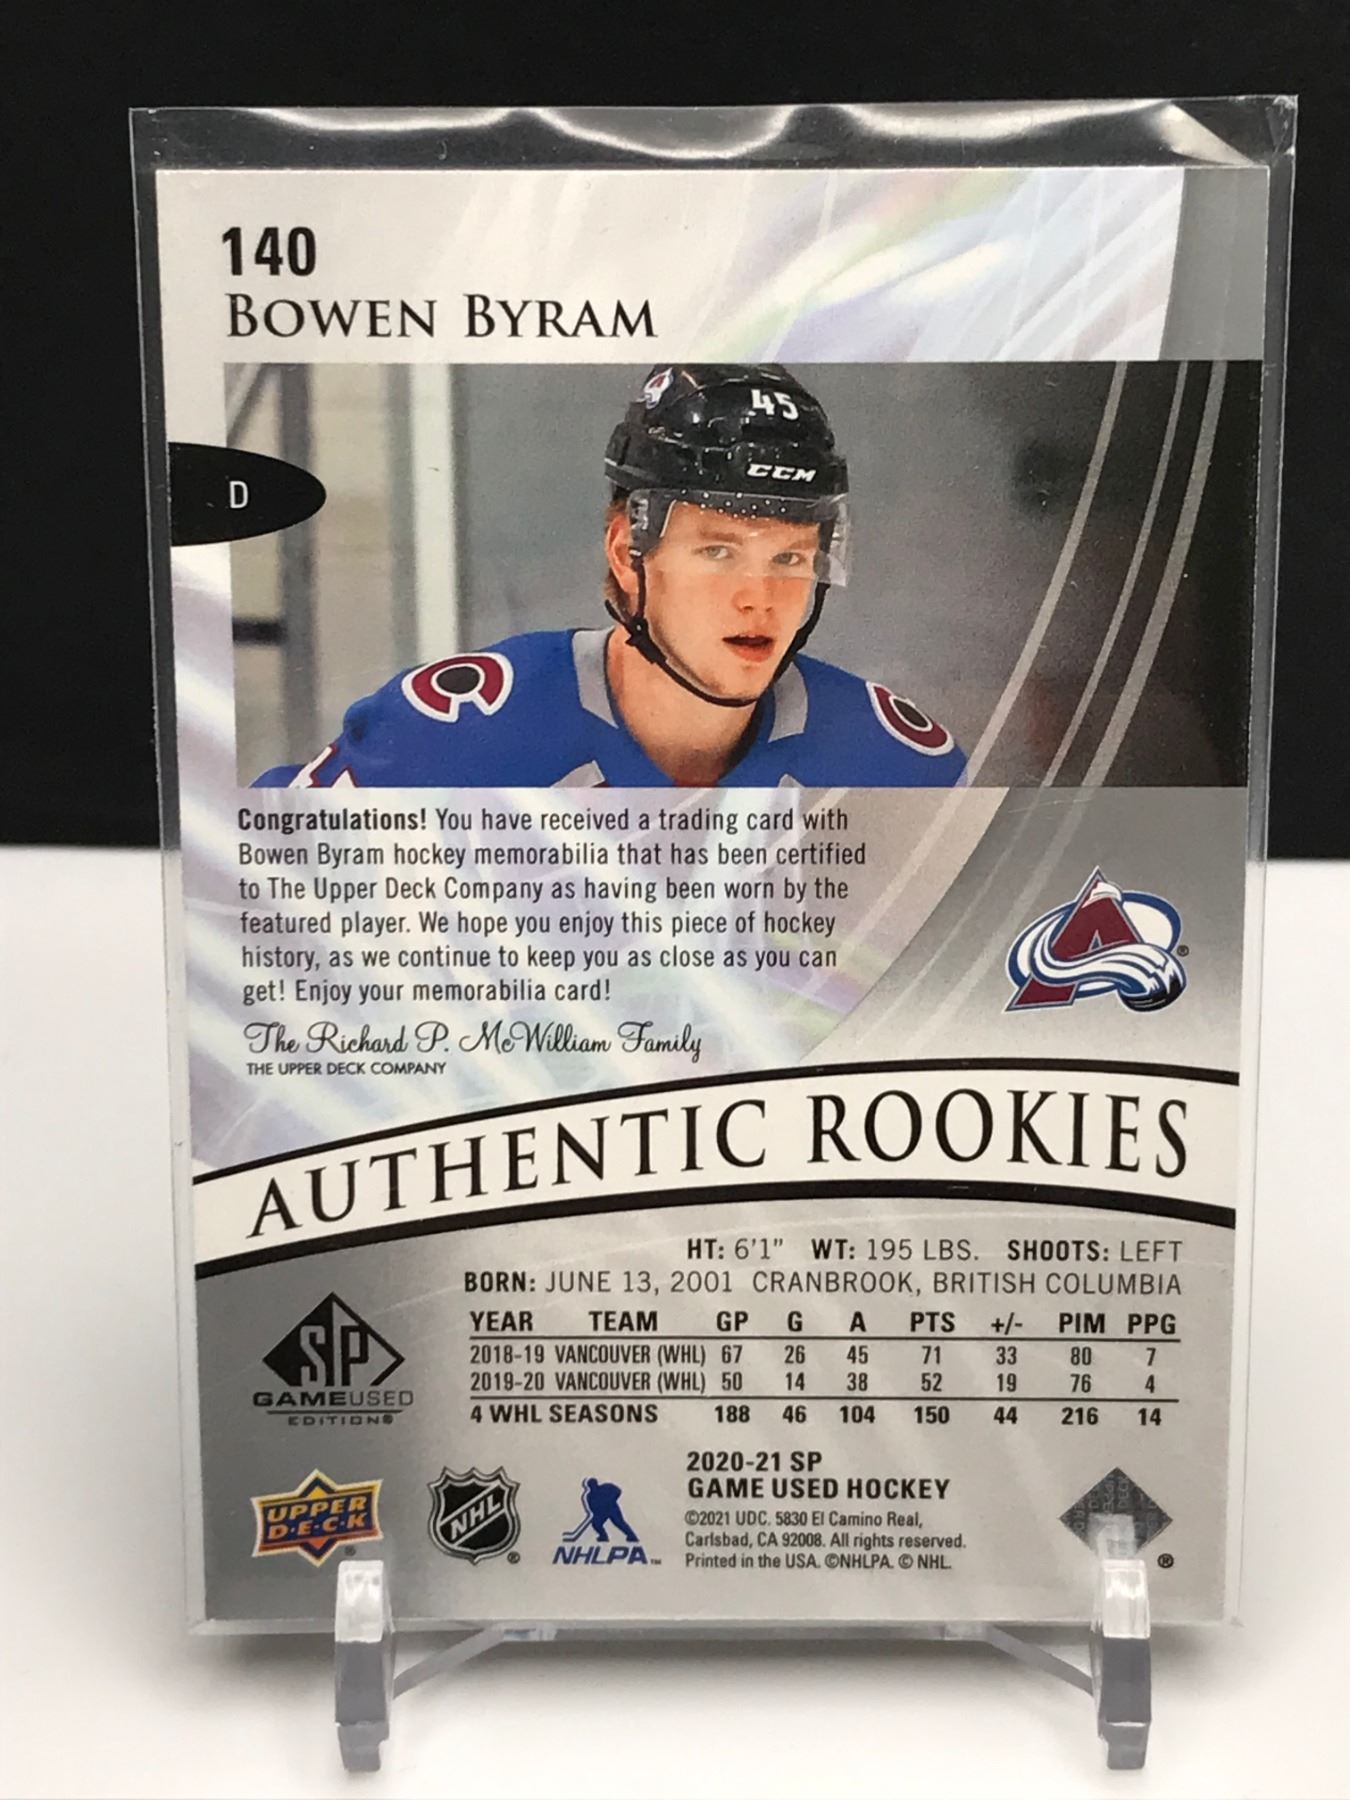 140
BOWEN BYRAM
45
CCM
D
Congratulations! You have received a trading card with
Bowen Byram hockey memorabilia that has been certified
to The Upper Deck Company as having been worn by the
featured player. We hope you enjoy this piece of hockey
history, as we continue to keep you as close as you can
get! Enjoy your memorabilia card!
The Richard P. McWilliam Family
THE UPPER DECK COMPANY
AUTHENTIC ROOKIES
HT: 6'1" WT: 195 LBS. SHOOTS: LEFT
BORN: JUNE 13, 2001 CRANBROOK, BRITISH COLUMBIA
YEAR TEAM GP G A PTS +/- PIM PPG
2018-19 VANCOUVER (WHL) 67 26 45 71 33 80 7
2019-20 VANCOUVER (WHL) 50 14 38 52 19 76 4
4 WHL SEASONS 188 46 104 150 44 216 14
SP
GAMEUSED
EDITION®
2020-21 SP
GAME USED HOCKEY
©2021 UDC. 5830 El Camino Real,
Carlsbad, CA 92008. All rights reserved.
Printed in the USA. ©NHLPA. © NHL.
UPPER
D·E·C·K
®
NHL
®
NHLPA™
®